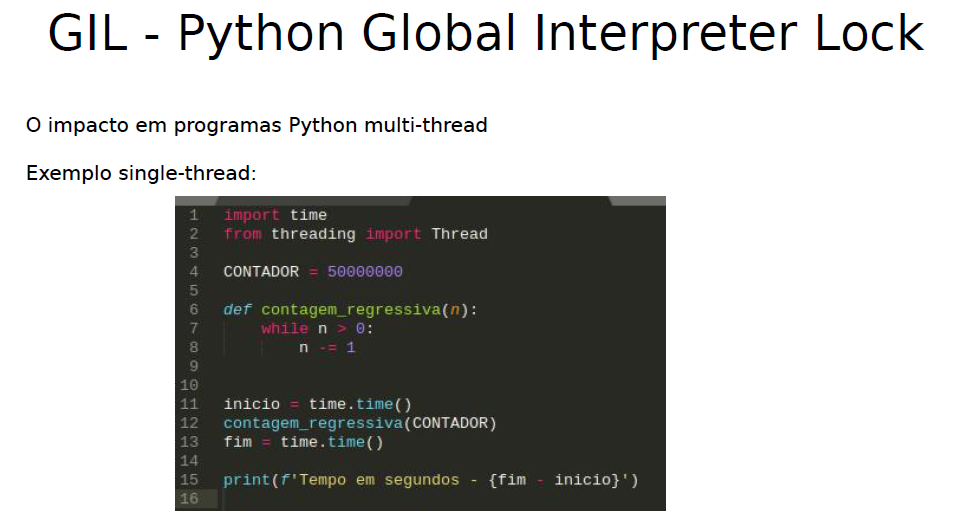 GIL - Python Global Interpreter Lock
O impacto em programas Python multi-thread
Exemplo single-thread:
1 import time
2 from threading import Thread
3
4 CONTADOR = 50000000
5
6 def contagem_regressiva(n):
7     while n > 0:
8         n -= 1
9
10
11 inicio = time.time()
12 contagem_regressiva(CONTADOR)
13 fim = time.time()
14
15 print(f'Tempo em segundos - {fim - inicio}')
16